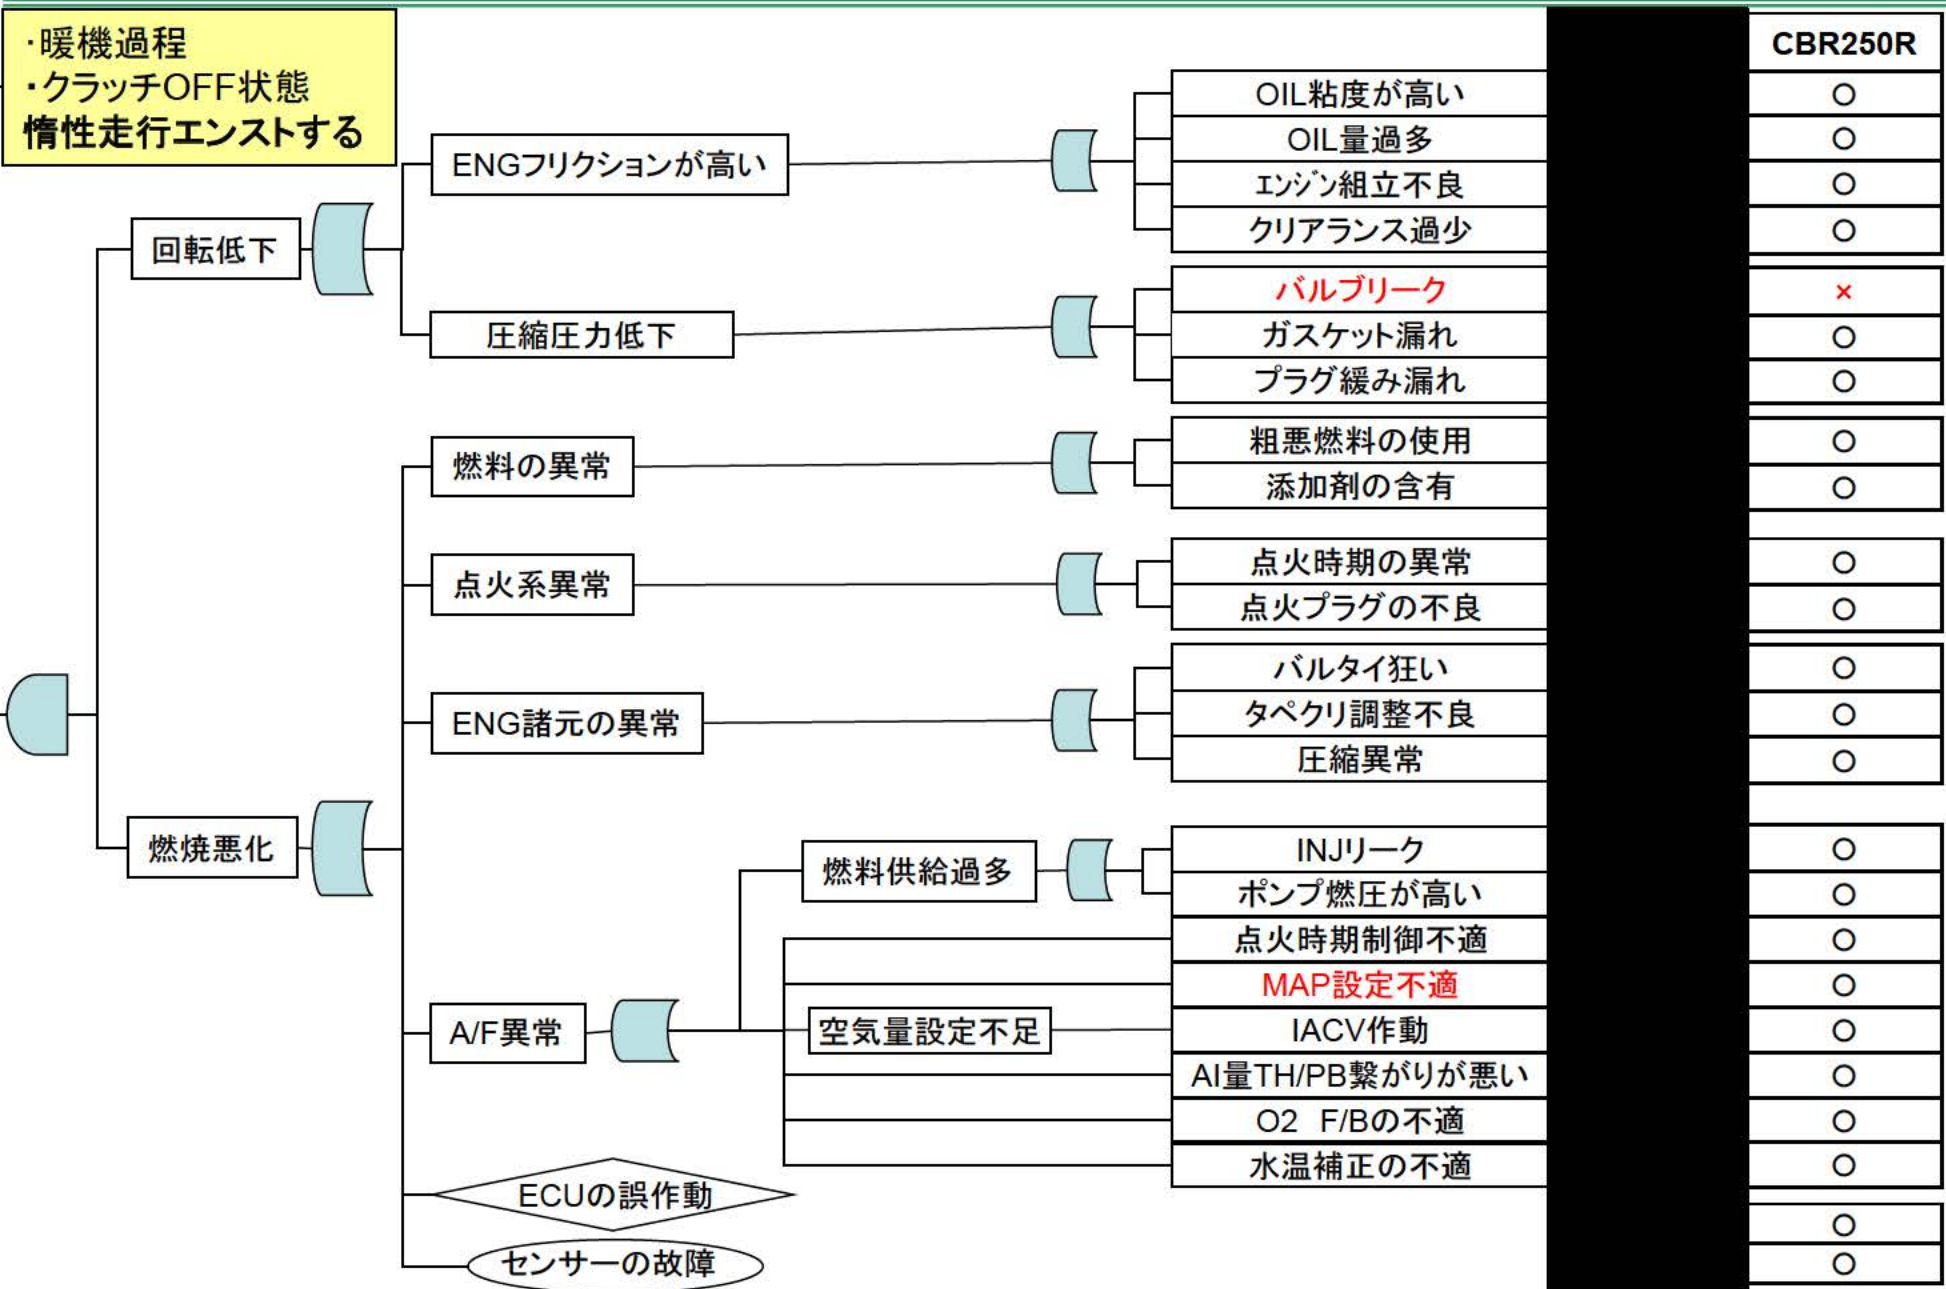 ・暖機過程
・クラッチOFF状態
惰性走行エンストする
CBR250R
回転低下
ENGフリクションが高い
OIL粘度が高い ○
OIL量過多 ○
ｴﾝｼﾞﾝ組立不良 ○
クリアランス過少 ○
圧縮圧力低下
バルブリーク ×
ガスケット漏れ ○
プラグ緩み漏れ ○
燃焼悪化
燃料の異常
粗悪燃料の使用 ○
添加剤の含有 ○
点火系異常
点火時期の異常 ○
点火プラグの不良 ○
ENG諸元の異常
バルタイ狂い ○
タペクリ調整不良 ○
圧縮異常 ○
A/F異常
燃料供給過多
INJリーク ○
ポンプ燃圧が高い ○
点火時期制御不適 ○
MAP設定不適 ○
空気量設定不足
IACV作動 ○
AI量TH/PB繋がりが悪い ○
O2　F/Bの不適 ○
水温補正の不適 ○
ECUの誤作動 ○
センサーの故障 ○